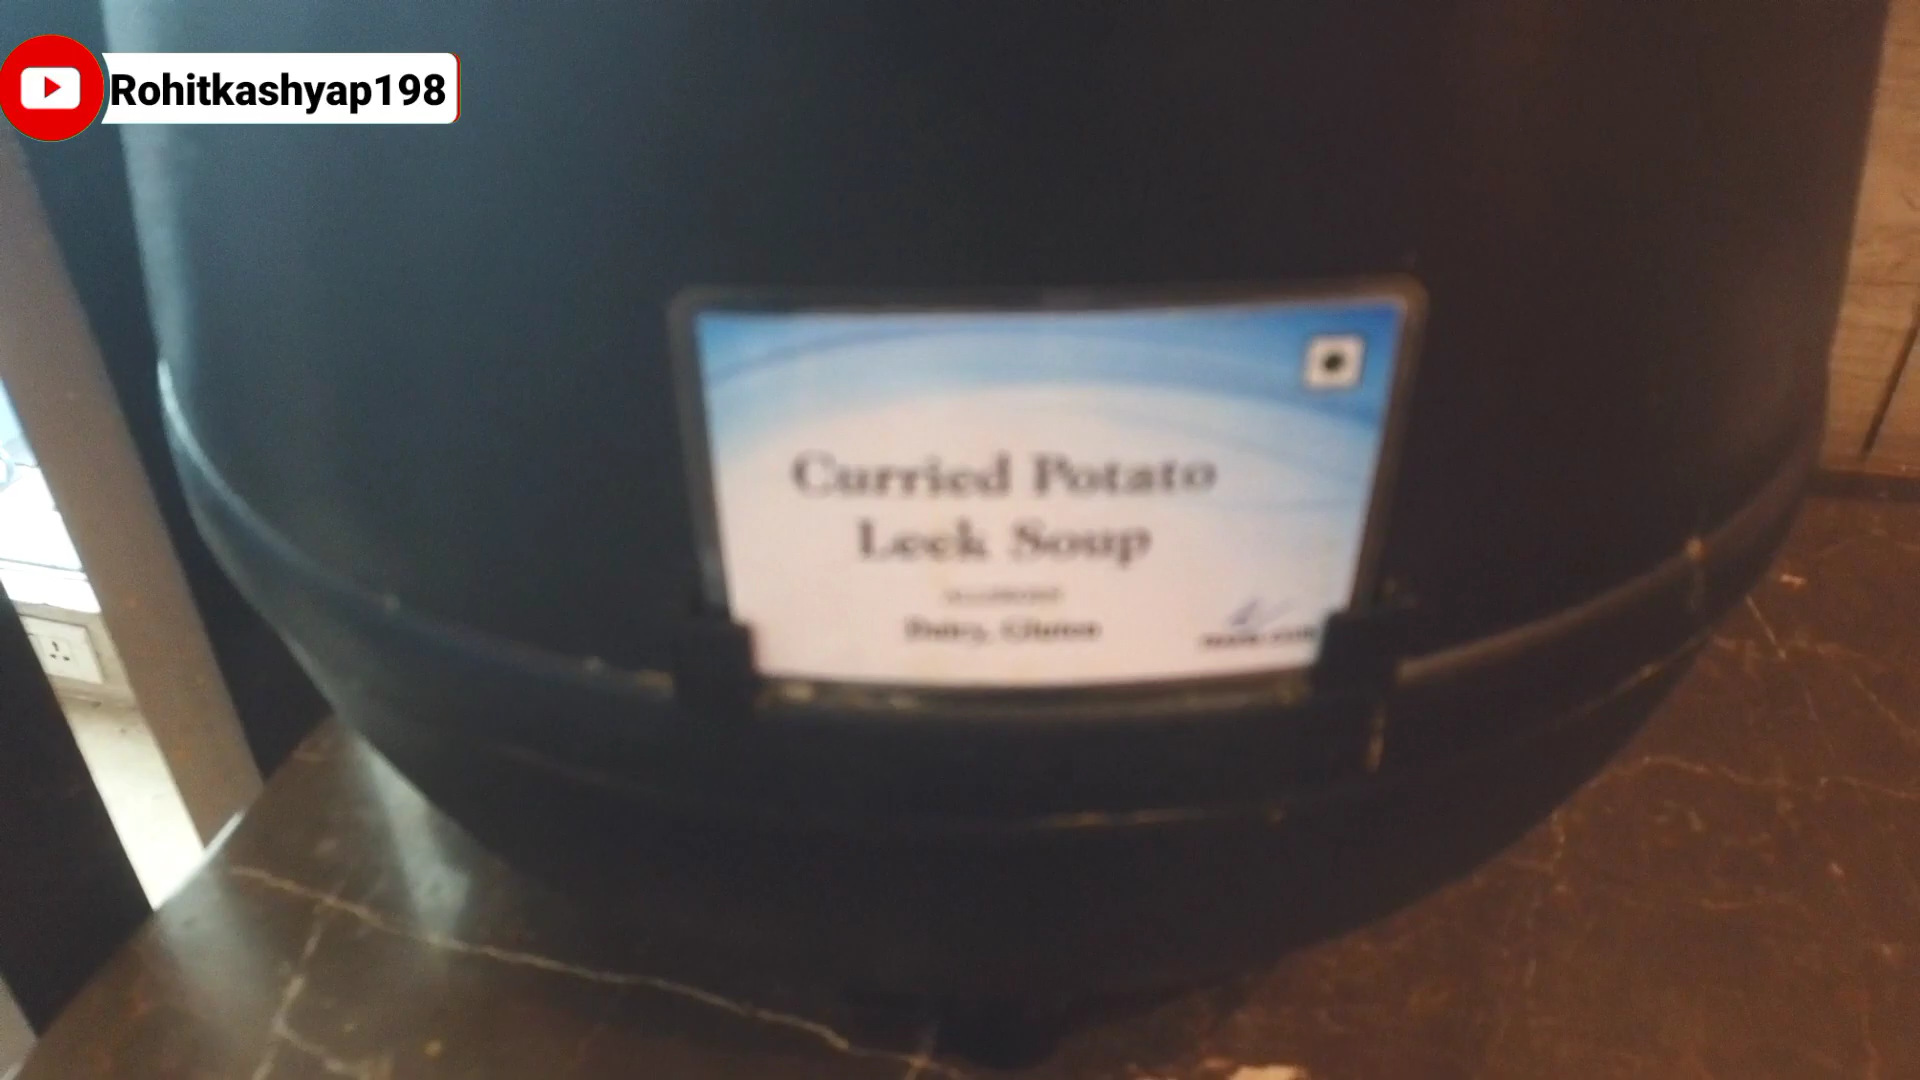 Rohitkashyap198
Curried Potato
Leek Soup
Dairy, Gluten